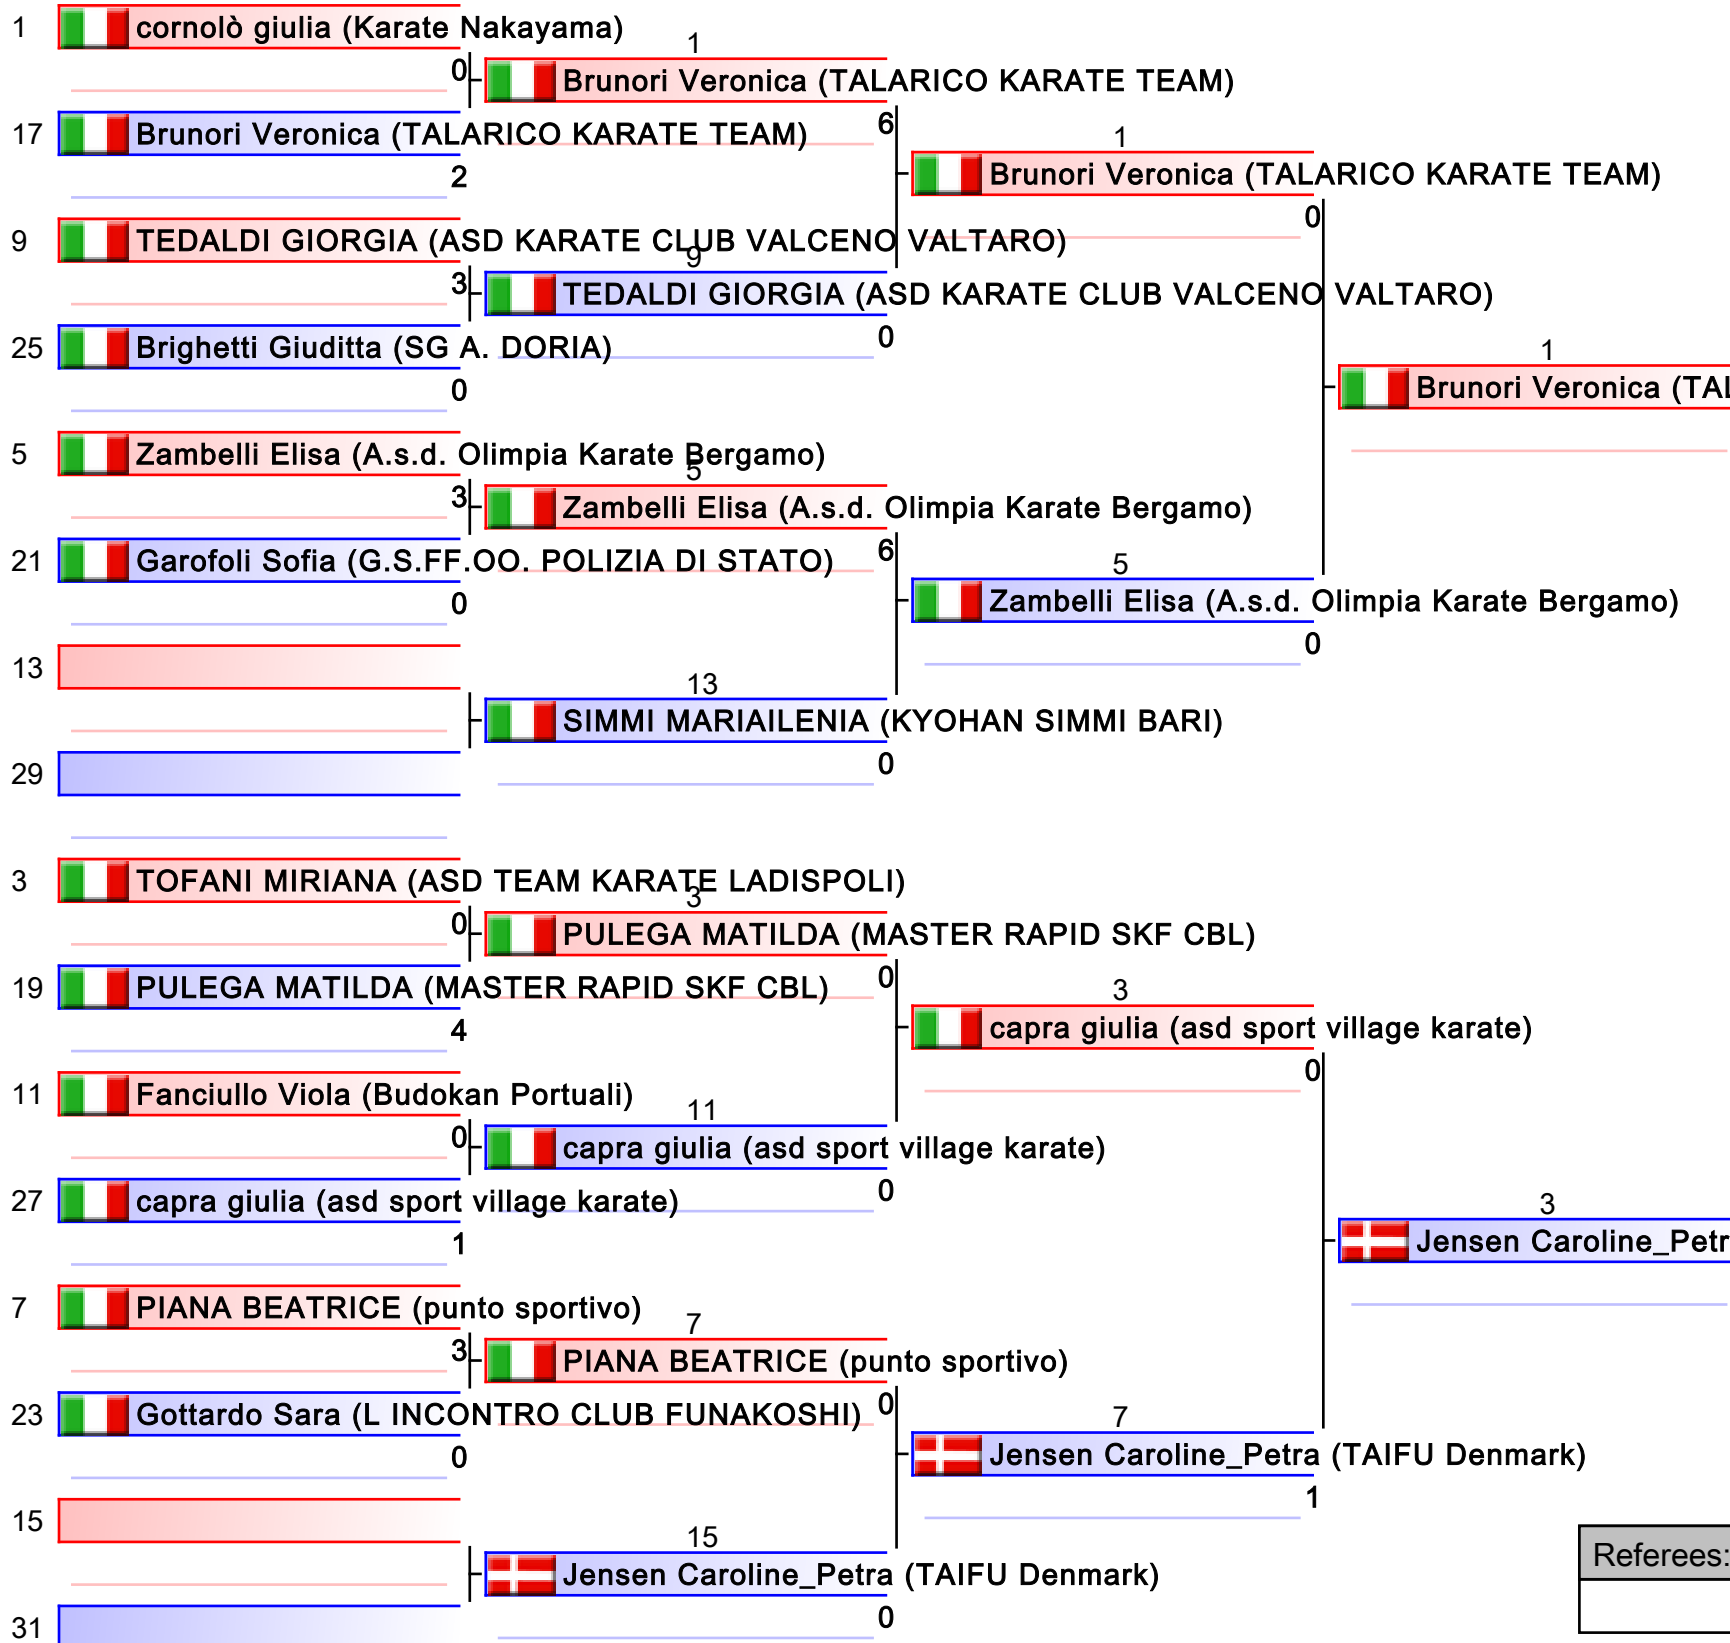 1 cornolò giulia (Karate Nakayama)
1
0 Brunori Veronica (TALARICO KARATE TEAM)
17 Brunori Veronica (TALARICO KARATE TEAM)
6
1
2
Brunori Veronica (TALARICO KARATE TEAM)
0
9 TEDALDI GIORGIA (ASD KARATE CLUB VALCENO VALTARO)
9
3 TEDALDI GIORGIA (ASD KARATE CLUB VALCENO VALTARO)
0
25 Brighetti Giuditta (SG A. DORIA)
1
0
Brunori Veronica (TAL
5 Zambelli Elisa (A.s.d. Olimpia Karate Bergamo)
5
3 Zambelli Elisa (A.s.d. Olimpia Karate Bergamo)
6
21 Garofoli Sofia (G.S.FF.OO. POLIZIA DI STATO)
5
0
Zambelli Elisa (A.s.d. Olimpia Karate Bergamo)
0
13
13
SIMMI MARIAILENIA (KYOHAN SIMMI BARI)
0
29
3 TOFANI MIRIANA (ASD TEAM KARATE LADISPOLI)
3
0 PULEGA MATILDA (MASTER RAPID SKF CBL)
0
19 PULEGA MATILDA (MASTER RAPID SKF CBL)
3
4
capra giulia (asd sport village karate)
0
11 Fanciullo Viola (Budokan Portuali)
11
0 capra giulia (asd sport village karate)
0
27 capra giulia (asd sport village karate)
3
1
Jensen Caroline_Petr
7 PIANA BEATRICE (punto sportivo)
7
3 PIANA BEATRICE (punto sportivo)
0
23 Gottardo Sara (L INCONTRO CLUB FUNAKOSHI)
7
0
Jensen Caroline_Petra (TAIFU Denmark)
1
15
15
Jensen Caroline_Petra (TAIFU Denmark)
0
31
Referees: